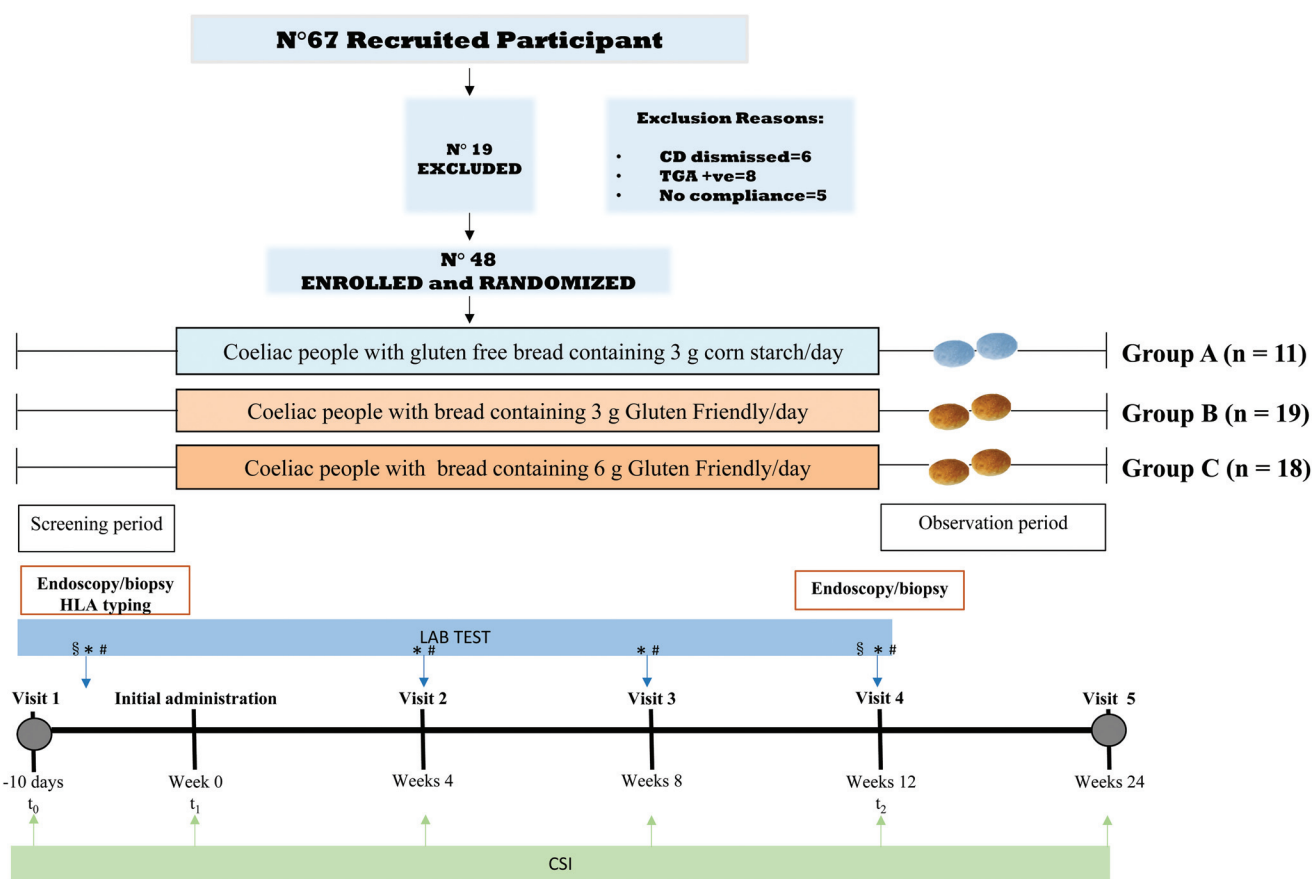 N°67 Recruited Participant
N° 19
EXCLUDED
Exclusion Reasons:
• CD dismissed=6
• TGA +ve=8
• No compliance=5
N° 48
ENROLLED and RANDOMIZED
Coeliac people with gluten free bread containing 3 g corn starch/day
Group A (n = 11)
Coeliac people with bread containing 3 g Gluten Friendly/day
Group B (n = 19)
Coeliac people with bread containing 6 g Gluten Friendly/day
Group C (n = 18)
Screening period
Observation period
Endoscopy/biopsy
HLA typing
Endoscopy/biopsy
LAB TEST
§ * #
* #
* #
§ * #
Visit 1
Initial administration
Visit 2
Visit 3
Visit 4
Visit 5
-10 days
Week 0
Weeks 4
Weeks 8
Weeks 12
Weeks 24
t0
t1
t2
CSI